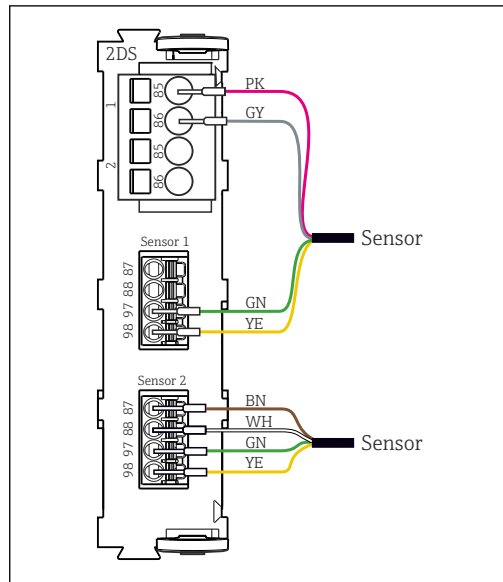 2DS
1
85
PK
86
GY
2
85
86
Sensor
Sensor 1
87
88
97
GN
98
YE
Sensor 2
87
BN
88
WH
97
GN
Sensor
98
YE